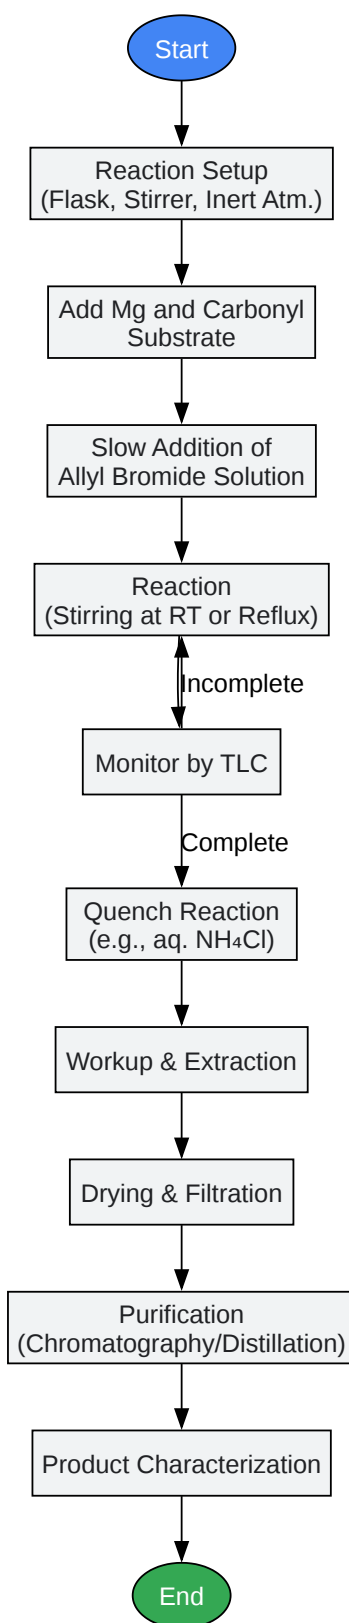 Start
Reaction Setup
(Flask, Stirrer, Inert Atm.)
Add Mg and Carbonyl
Substrate
Slow Addition of
Allyl Bromide Solution
Reaction
(Stirring at RT or Reflux)
Incomplete
Monitor by TLC
Complete
Quench Reaction
(e.g., aq. NH₄Cl)
Workup & Extraction
Drying & Filtration
Purification
(Chromatography/Distillation)
Product Characterization
End